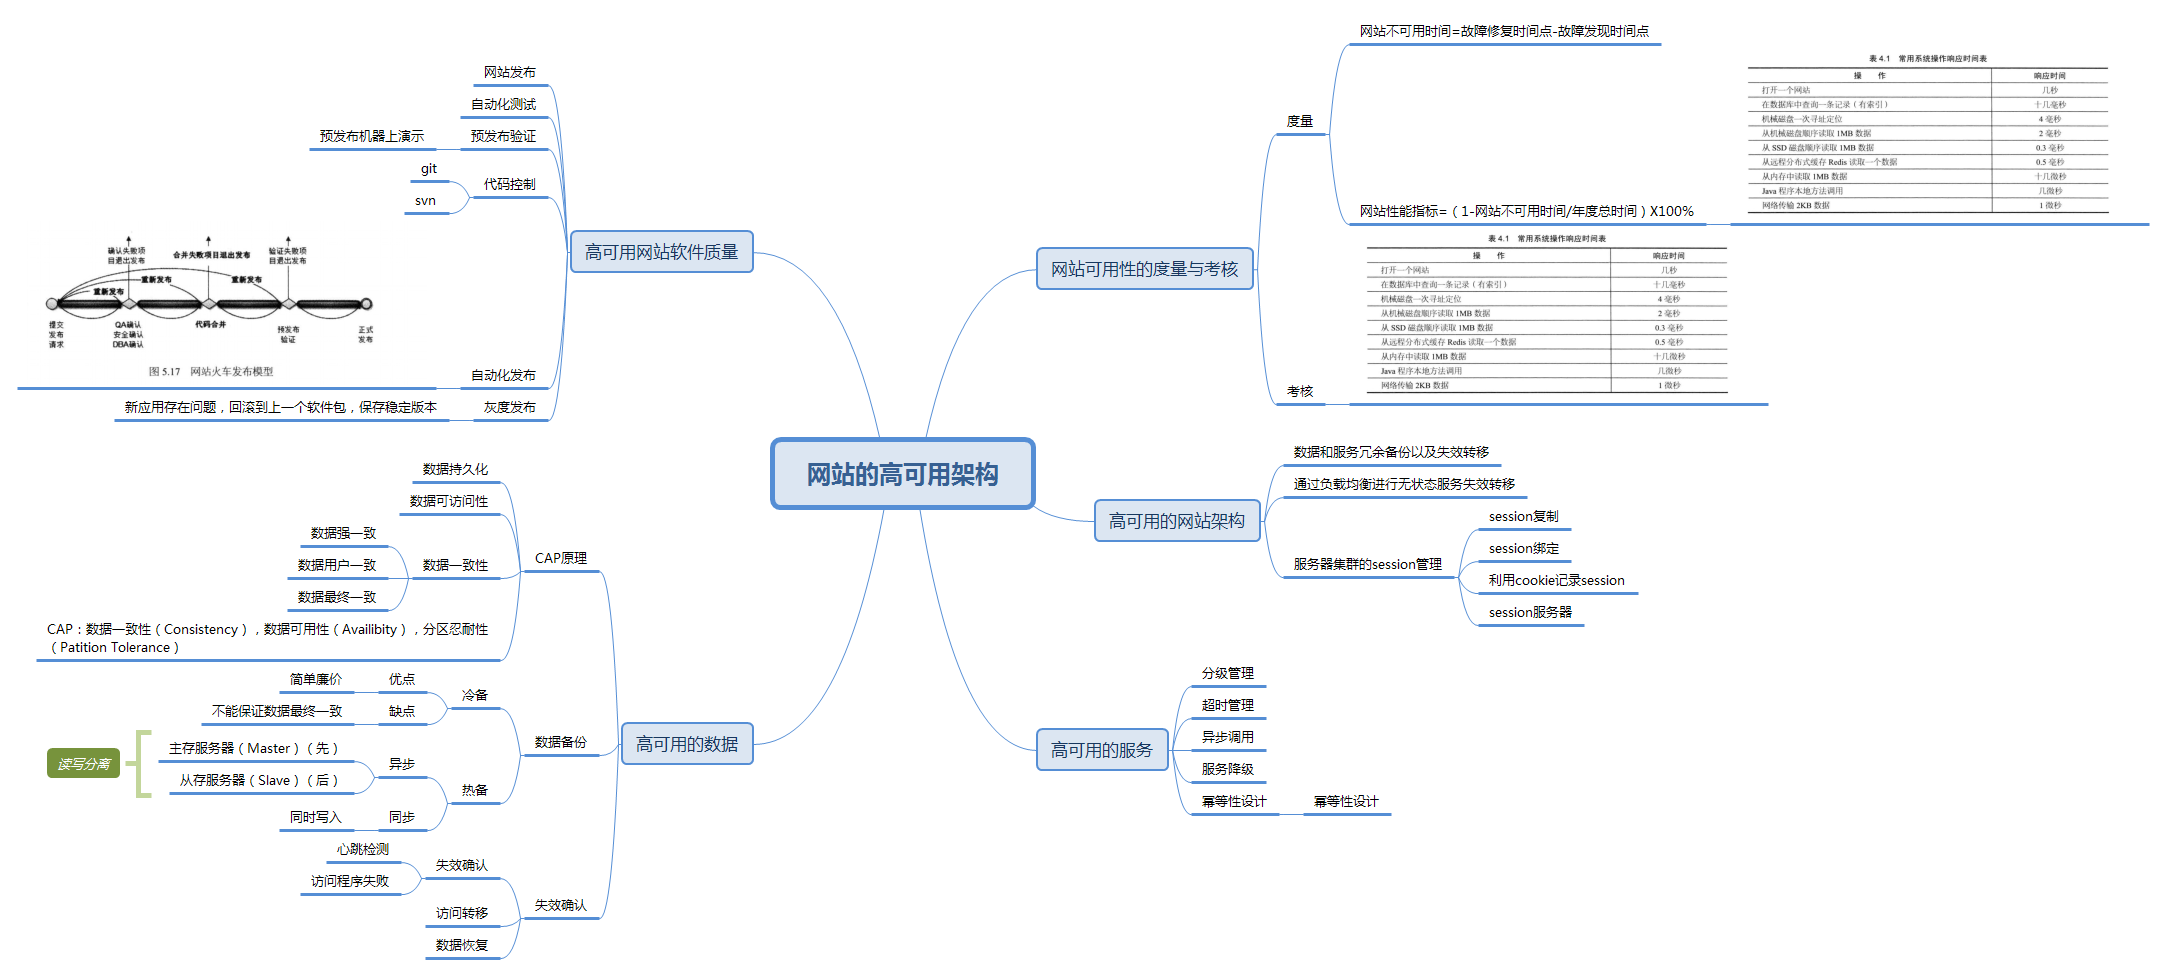 网站的高可用架构
高可用网站软件质量
网站发布
自动化测试
预发布验证
预发布机器上演示
代码控制
git
svn
确认失败项
目退出发布
合并失败项目退出发布
验证失败项
目退出发布
重新发布
重新发布
重新发布
提交
发布
请求
QA确认
安全确认
DBA确认
代码合并
预发布
验证
正式
发布
图 5.17 网站火车发布模型
自动化发布
灰度发布
新应用存在问题，回滚到上一个软件包，保存稳定版本
网站可用性的度量与考核
度量
网站不可用时间=故障修复时间点-故障发现时间点
网站性能指标=（1-网站不可用时间/年度总时间）X100%
表 4.1 常用系统操作响应时间表
操 作 响应时间
打开一个网站 几秒
在数据库中查询一条记录（有索引） 十几毫秒
机械磁盘一次寻址定位 4 毫秒
从机械磁盘顺序读取 1MB 数据 2 毫秒
从 SSD 磁盘顺序读取 1MB 数据 0.3 毫秒
从远程分布式缓存 Redis 读取一个数据 0.5 毫秒
从内存中读取 1MB 数据 十几微秒
Java 程序本地方法调用 几微秒
网络传输 2KB 数据 1 微秒
考核
表 4.1 常用系统操作响应时间表
操 作 响应时间
打开一个网站 几秒
在数据库中查询一条记录（有索引） 十几毫秒
机械磁盘一次寻址定位 4 毫秒
从机械磁盘顺序读取 1MB 数据 2 毫秒
从 SSD 磁盘顺序读取 1MB 数据 0.3 毫秒
从远程分布式缓存 Redis 读取一个数据 0.5 毫秒
从内存中读取 1MB 数据 十几微秒
Java 程序本地方法调用 几微秒
网络传输 2KB 数据 1 微秒
高可用的网站架构
数据和服务冗余备份以及失效转移
通过负载均衡进行无状态服务失效转移
服务器集群的session管理
session复制
session绑定
利用cookie记录session
session服务器
高可用的服务
分级管理
超时管理
异步调用
服务降级
幂等性设计
幂等性设计
高可用的数据
CAP原理
数据持久化
数据可访问性
数据一致性
数据强一致
数据用户一致
数据最终一致
CAP：数据一致性（Consistency），数据可用性（Availibity），分区忍耐性
（Patition Tolerance）
数据备份
冷备
优点
简单廉价
缺点
不能保证数据最终一致
热备
异步
主存服务器（Master）（先）
从存服务器（Slave）（后）
读写分离
同步
同时写入
失效确认
失效确认
心跳检测
访问程序失败
访问转移
数据恢复